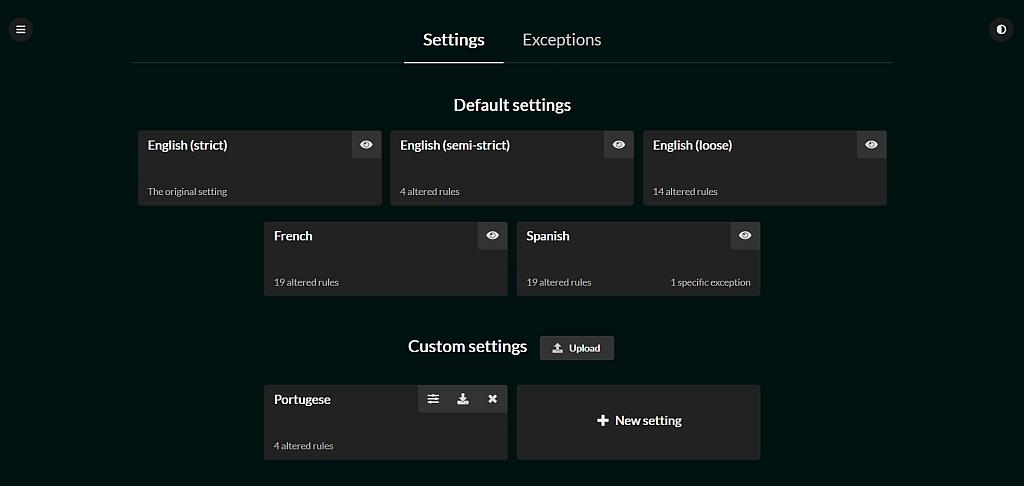 Settings Exceptions
Default settings
English (strict)
The original setting
English (semi-strict)
4 altered rules
English (loose)
14 altered rules
French
19 altered rules
Spanish
19 altered rules 1 specific exception
Custom settings Upload
Portugese
4 altered rules
New setting